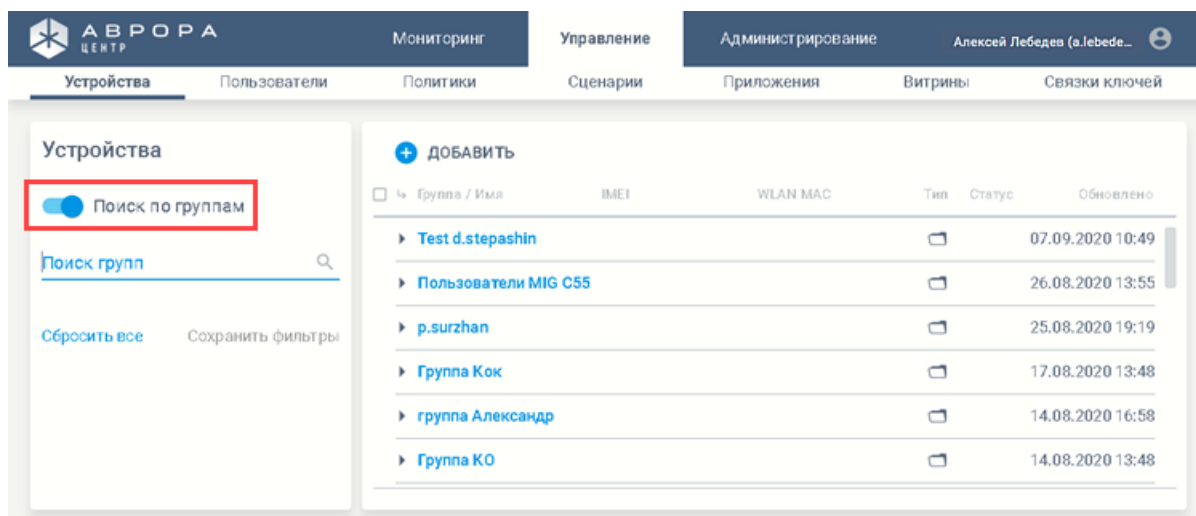 АВРОРА
ЦЕНТР
Мониторинг Управление Администрирование Алексей Лебедев (a.lebede...
Устройства Пользователи Политики Сценарии Приложения Витрины Связки ключей
Устройства
Поиск по группам
Поиск групп
Сбросить все Сохранить фильтры
ДОБАВИТЬ
Группа / Имя IMEI WLAN MAC Тип Статус Обновлено
Test d.stepashin 07.09.2020 10:49
Пользователи MIG C55 26.08.2020 13:55
p.surzhan 25.08.2020 19:19
Группа Кок 17.08.2020 13:48
группа Александр 14.08.2020 16:58
Группа КО 14.08.2020 13:48